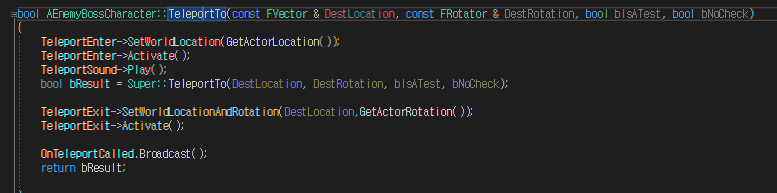 bool AEnemyBossCharacter::TeleportTo(const FVector & DestLocation, const FRotator & DestRotation, bool bIsATest, bool bNoCheck)
{
TeleportEnter->SetWorldLocation(GetActorLocation());
TeleportEnter->Activate();
TeleportSound->Play();
bool bResult = Super::TeleportTo(DestLocation, DestRotation, bIsATest, bNoCheck);
TeleportExit->SetWorldLocationAndRotation(DestLocation,GetActorRotation());
TeleportExit->Activate();
OnTeleportCalled.Broadcast();
return bResult;